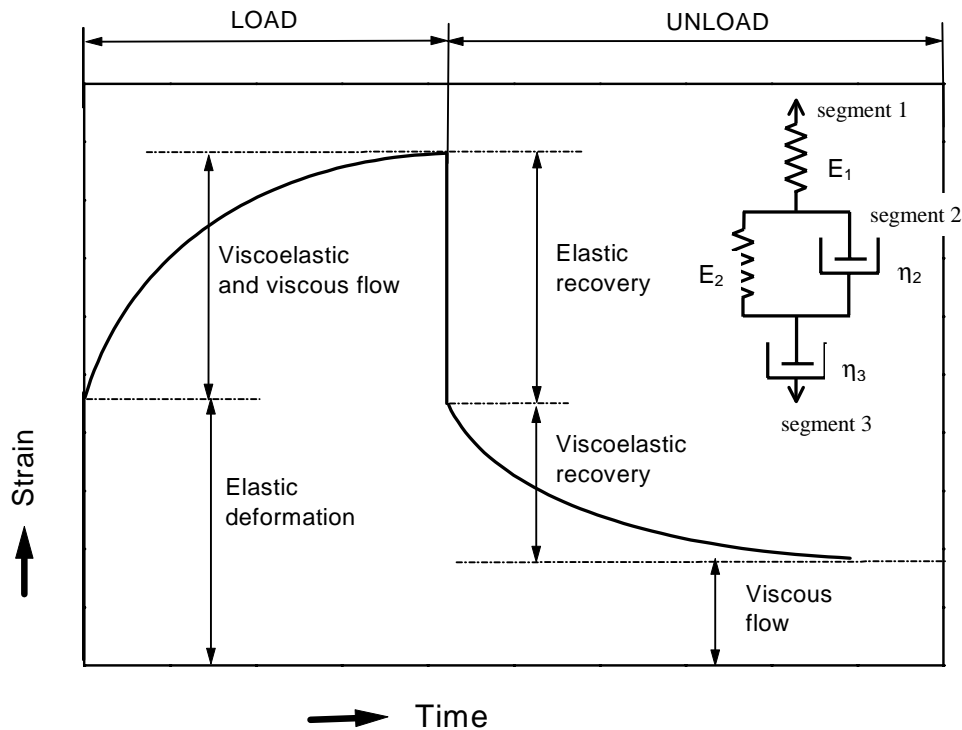 LOAD
UNLOAD
segment 1
E₁
segment 2
E₂
η₂
η₃
segment 3
Viscoelastic
and viscous flow
Elastic
recovery
Viscoelastic
recovery
Elastic
deformation
Viscous
flow
Strain
Time